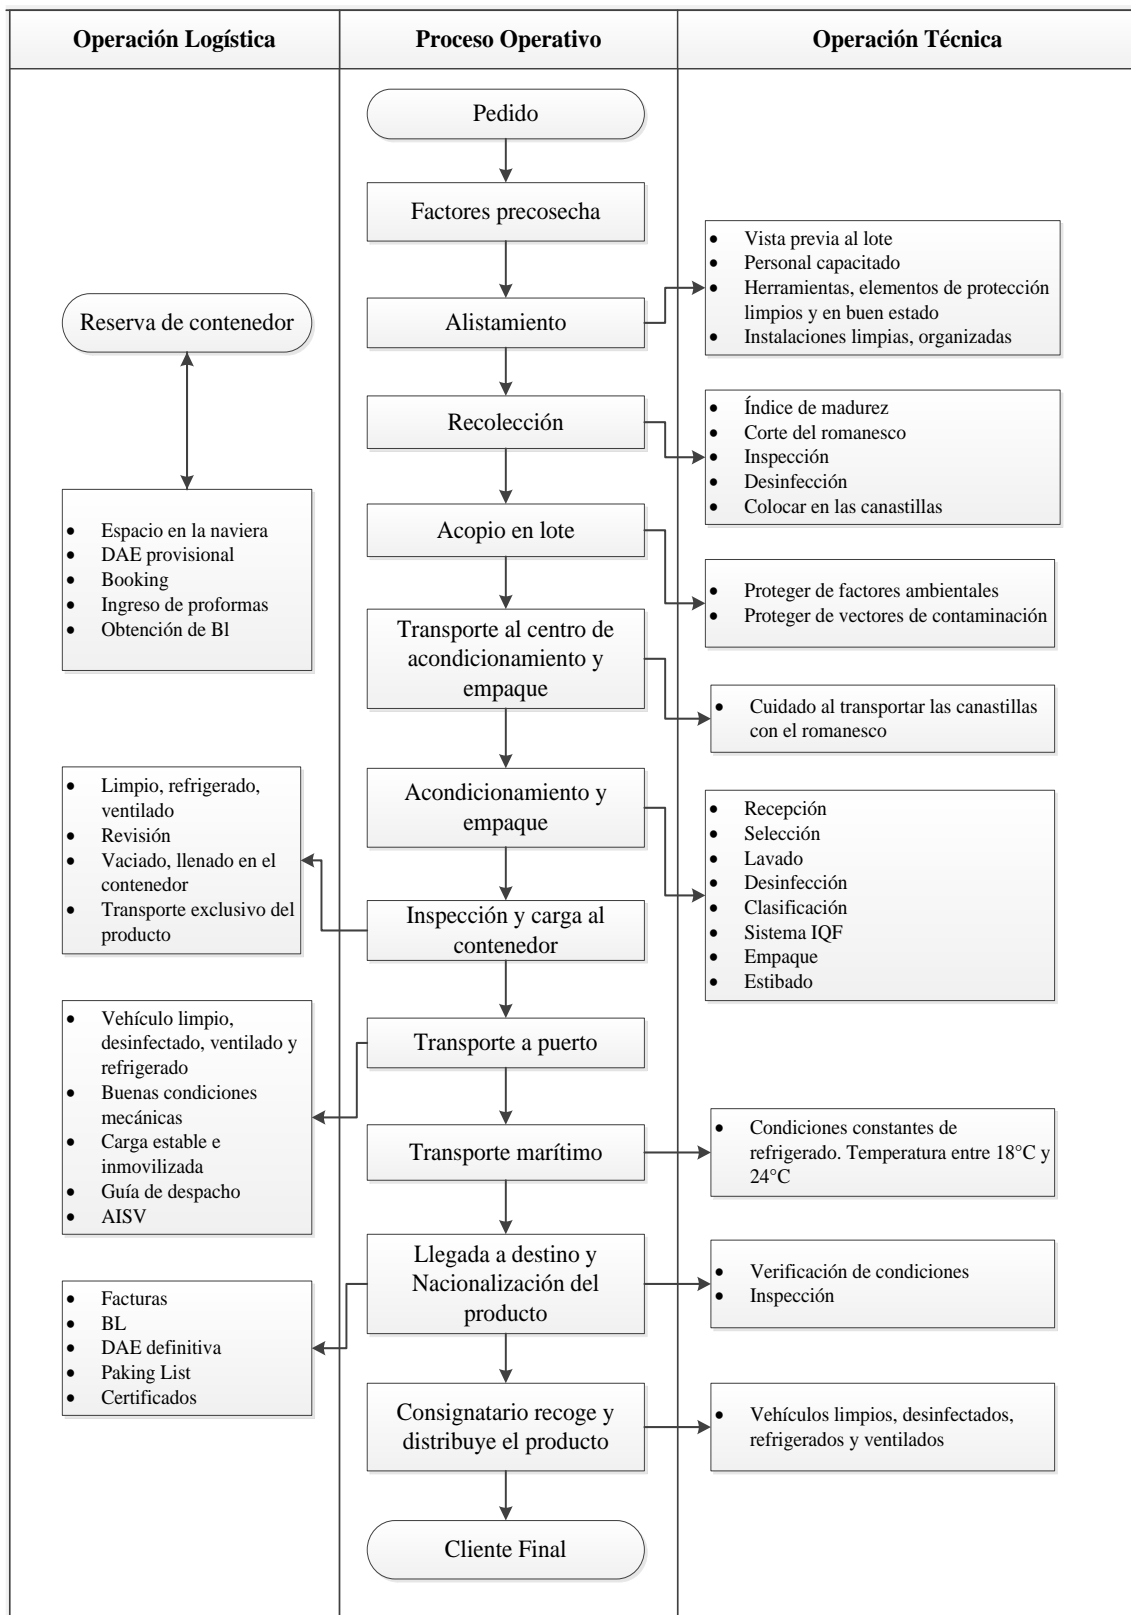 Operación Logística
Proceso Operativo
Operación Técnica
Pedido
Factores precosecha
Alistamiento
Recolección
Acopio en lote
Transporte al centro de
acondicionamiento y
empaque
Acondicionamiento y
empaque
Inspección y carga al
contenedor
Transporte a puerto
Transporte marítimo
Llegada a destino y
Nacionalización del
producto
Consignatario recoge y
distribuye el producto
Cliente Final
Reserva de contenedor
• Espacio en la naviera
• DAE provisional
• Booking
• Ingreso de proformas
• Obtención de Bl
• Limpio, refrigerado,
ventilado
• Revisión
• Vaciado, llenado en el
contenedor
• Transporte exclusivo del
producto
• Vehículo limpio,
desinfectado, ventilado y
refrigerado
• Buenas condiciones
mecánicas
• Carga estable e
inmovilizada
• Guía de despacho
• AISV
• Facturas
• BL
• DAE definitiva
• Paking List
• Certificados
• Vista previa al lote
• Personal capacitado
• Herramientas, elementos de protección
limpios y en buen estado
• Instalaciones limpias, organizadas
• Índice de madurez
• Corte del romanesco
• Inspección
• Desinfección
• Colocar en las canastillas
• Proteger de factores ambientales
• Proteger de vectores de contaminación
• Cuidado al transportar las canastillas
con el romanesco
• Recepción
• Selección
• Lavado
• Desinfección
• Clasificación
• Sistema IQF
• Empaque
• Estibado
• Condiciones constantes de
refrigerado. Temperatura entre 18°C y
24°C
• Verificación de condiciones
• Inspección
• Vehículos limpios, desinfectados,
refrigerados y ventilados